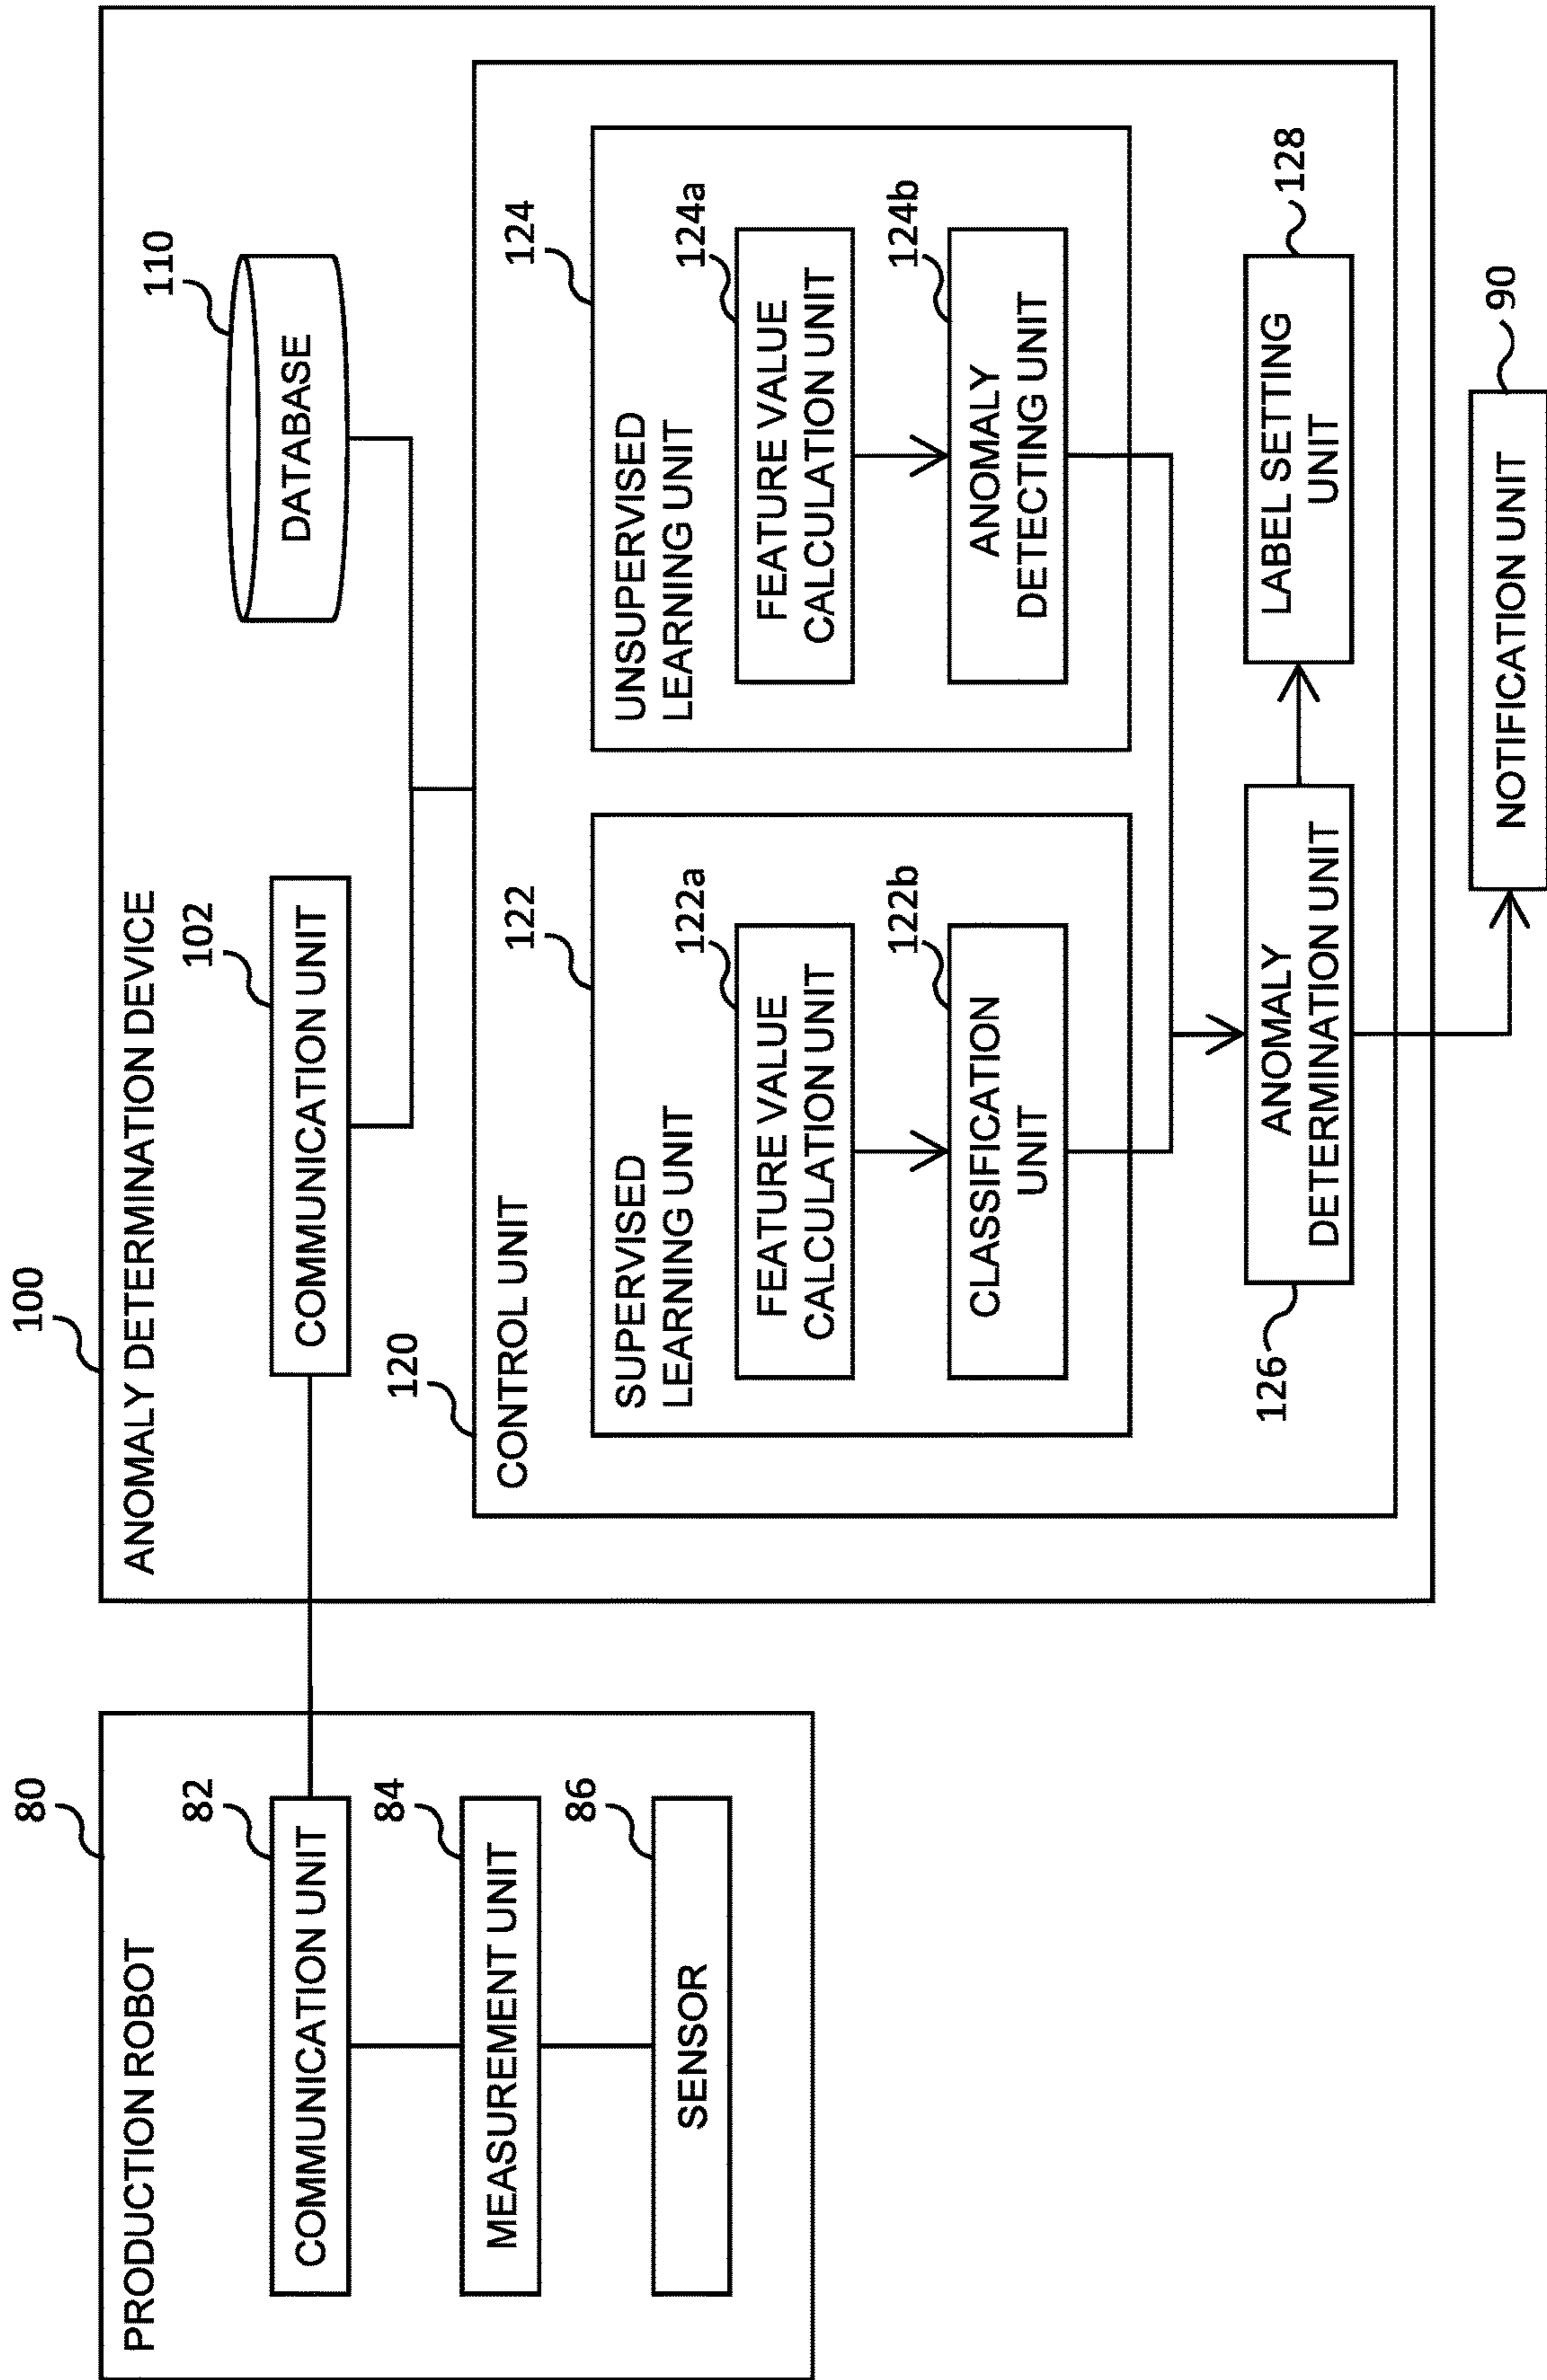 PRODUCTION ROBOT
80
COMMUNICATION UNIT
82
MEASUREMENT UNIT
84
SENSOR
86
100
ANOMALY DETERMINATION DEVICE
COMMUNICATION UNIT
102
DATABASE
110
120
CONTROL UNIT
SUPERVISED
LEARNING UNIT
122
FEATURE VALUE
CALCULATION UNIT
122a
CLASSIFICATION
UNIT
122b
UNSUPERVISED
LEARNING UNIT
124
FEATURE VALUE
CALCULATION UNIT
124a
ANOMALY
DETECTING UNIT
124b
126
ANOMALY
DETERMINATION UNIT
LABEL SETTING
UNIT
128
NOTIFICATION UNIT
90